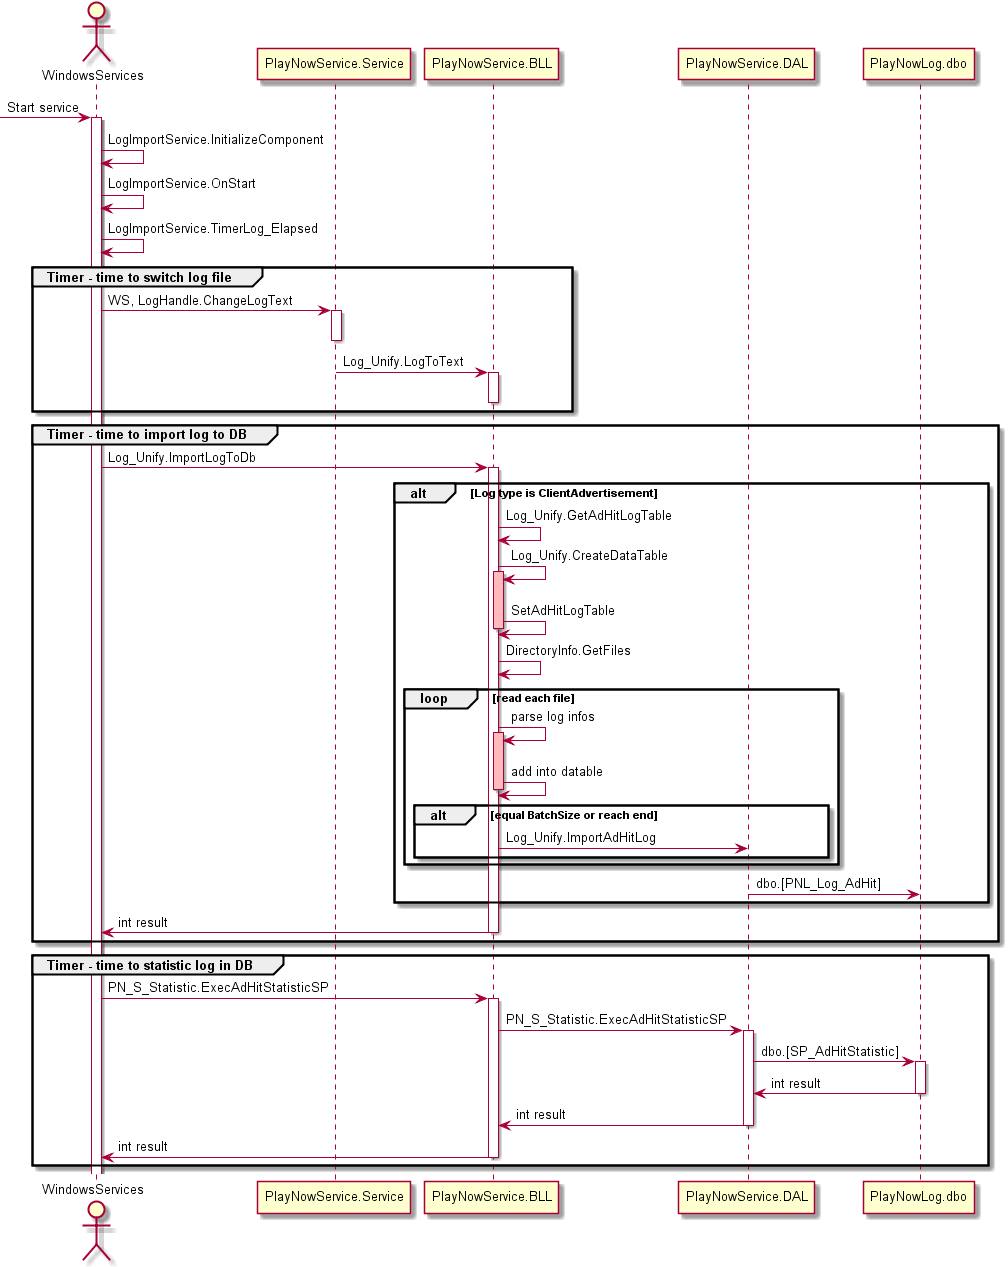 WindowsServices
PlayNowService.Service
PlayNowService.BLL
PlayNowService.DAL
PlayNowLog.dbo
Start service
LogImportService.InitializeComponent
LogImportService.OnStart
LogImportService.TimerLog_Elapsed
Timer - time to switch log file
WS, LogHandle.ChangeLogText
Log_Unify.LogToText
Timer - time to import log to DB
Log_Unify.ImportLogToDb
alt [Log type is ClientAdvertisement]
Log_Unify.GetAdHitLogTable
Log_Unify.CreateDataTable
SetAdHitLogTable
DirectoryInfo.GetFiles
loop [read each file]
parse log infos
add into datable
alt [equal BatchSize or reach end]
Log_Unify.ImportAdHitLog
dbo.[PNL_Log_AdHit]
int result
Timer - time to statistic log in DB
PN_S_Statistic.ExecAdHitStatisticSP
PN_S_Statistic.ExecAdHitStatisticSP
dbo.[SP_AdHitStatistic]
int result
int result
int result
WindowsServices
PlayNowService.Service
PlayNowService.BLL
PlayNowService.DAL
PlayNowLog.dbo